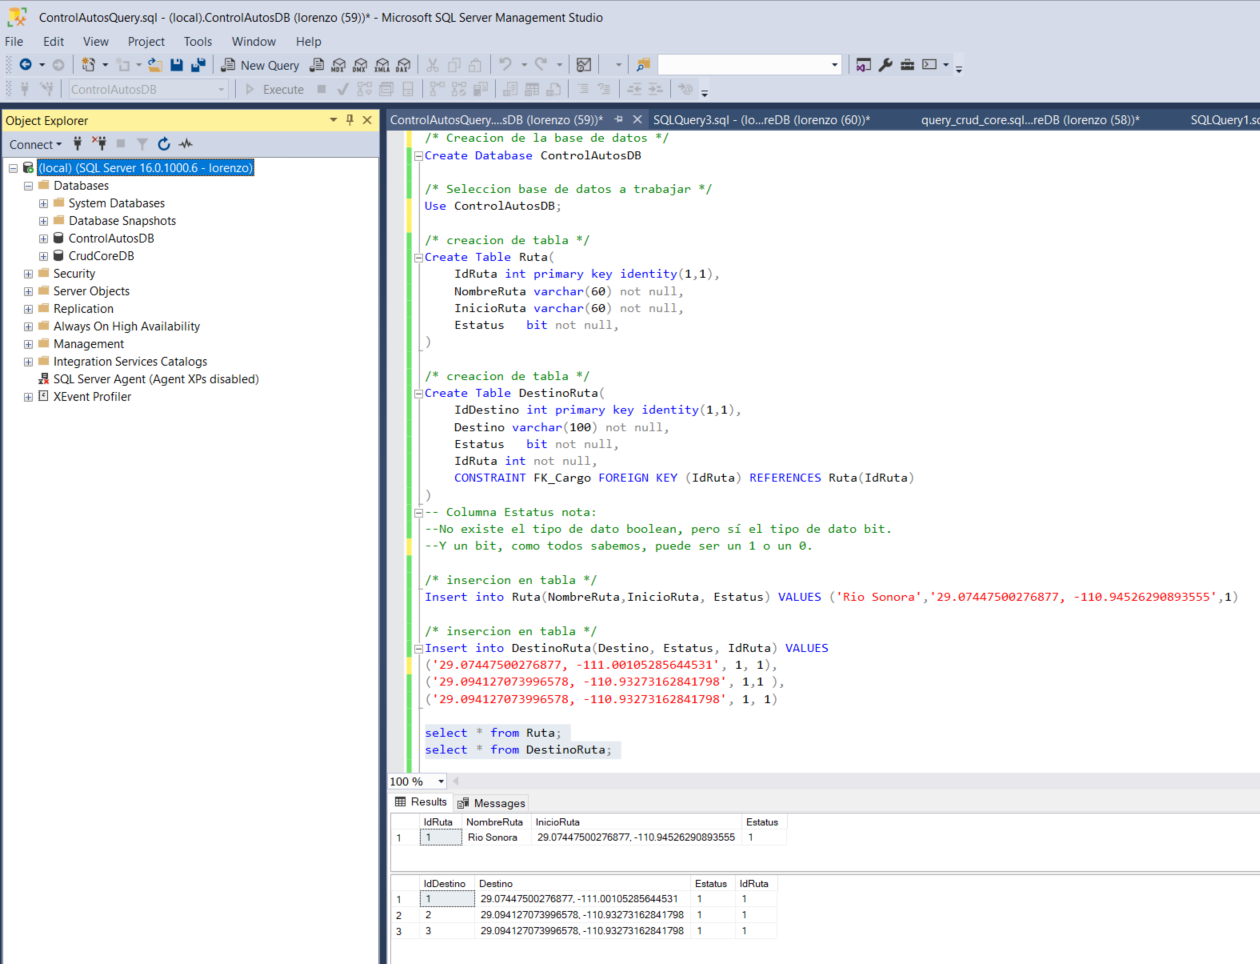 ControlAutosQuery.sql - (local).ControlAutosDB (lorenzo (59))* - Microsoft SQL Server Management Studio
File Edit View Project Tools Window Help
New Query MDX DMX XMLA DAX
ControlAutosDB Execute
Object Explorer
Connect
(local) (SQL Server 16.0.1000.6 - lorenzo)
Databases
System Databases
Database Snapshots
ControlAutosDB
CrudCoreDB
Security
Server Objects
Replication
Always On High Availability
Management
Integration Services Catalogs
SQL Server Agent (Agent XPs disabled)
XEvent Profiler
ControlAutosQuery....sDB (lorenzo (59))* SQLQuery3.sql - (lo...reDB (lorenzo (60))* query_crud_core.sql...reDB (lorenzo (58))* SQLQuery1.sc
/* Creacion de la base de datos */
Create Database ControlAutosDB
/* Seleccion base de datos a trabajar */
Use ControlAutosDB;
/* creacion de tabla */
Create Table Ruta(
IdRuta int primary key identity(1,1),
NombreRuta varchar(60) not null,
InicioRuta varchar(60) not null,
Estatus bit not null,
)
/* creacion de tabla */
Create Table DestinoRuta(
IdDestino int primary key identity(1,1),
Destino varchar(100) not null,
Estatus bit not null,
IdRuta int not null,
CONSTRAINT FK_Cargo FOREIGN KEY (IdRuta) REFERENCES Ruta(IdRuta)
)
-- Columna Estatus nota:
--No existe el tipo de dato boolean, pero sí el tipo de dato bit.
--Y un bit, como todos sabemos, puede ser un 1 o un 0.
/* insercion en tabla */
Insert into Ruta(NombreRuta,InicioRuta, Estatus) VALUES ('Rio Sonora','29.07447500276877, -110.94526290893555',1)
/* insercion en tabla */
Insert into DestinoRuta(Destino, Estatus, IdRuta) VALUES
('29.07447500276877, -111.00105285644531', 1, 1),
('29.094127073996578, -110.93273162841798', 1,1 ),
('29.094127073996578, -110.93273162841798', 1, 1)
select * from Ruta;
select * from DestinoRuta;
100 %
Results Messages
IdRuta NombreRuta InicioRuta Estatus
1 1 Rio Sonora 29.07447500276877, -110.94526290893555 1
IdDestino Destino Estatus IdRuta
1 1 29.07447500276877, -111.00105285644531 1 1
2 2 29.094127073996578, -110.93273162841798 1 1
3 3 29.094127073996578, -110.93273162841798 1 1